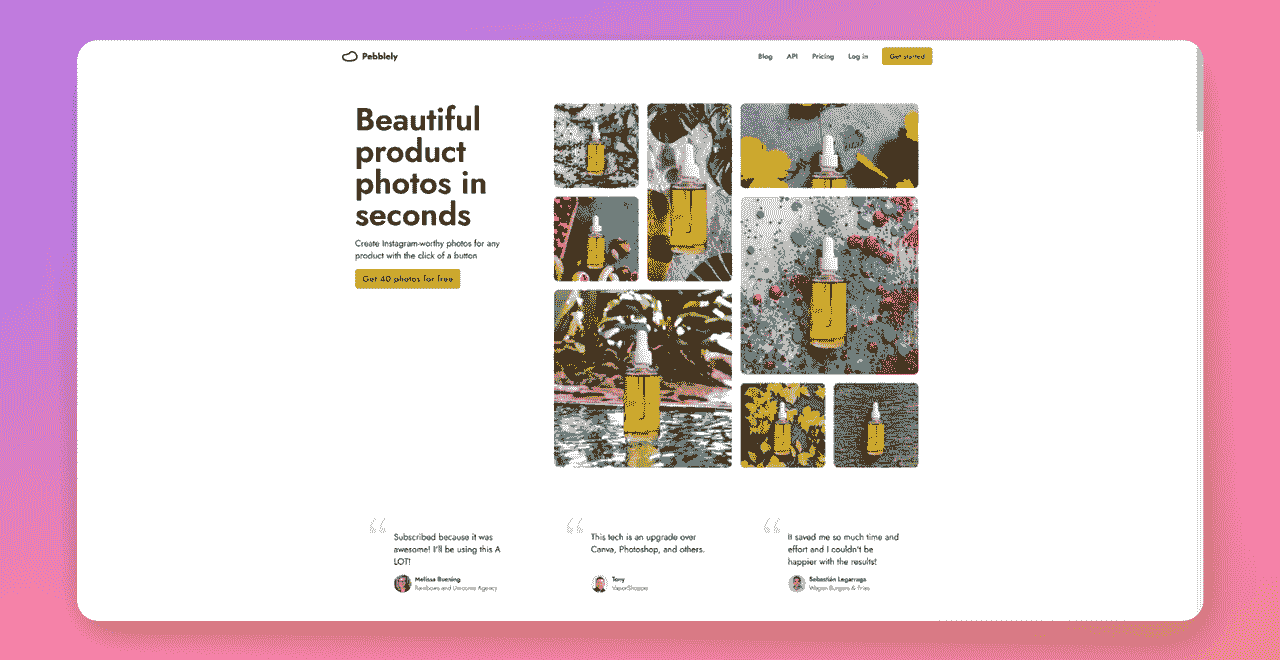 Pebblely
Blog API Pricing Log in Get started
Beautiful
product
photos in
seconds
Create Instagram-worthy photos for any
product with the click of a button
Get 40 photos for free
“ “ “
Subscribed because it was
awesome! I'll be using this A
LOT!
Melissa Buening
Rainbows and Unicorns Agency
This tech is an upgrade over
Canva, Photoshop, and others.
Tony
VaporShoppe
It saved me so much time and
effort and I couldn't be
happier with the results!
Sebastián Legarraga
Wagon Burgers & Fries